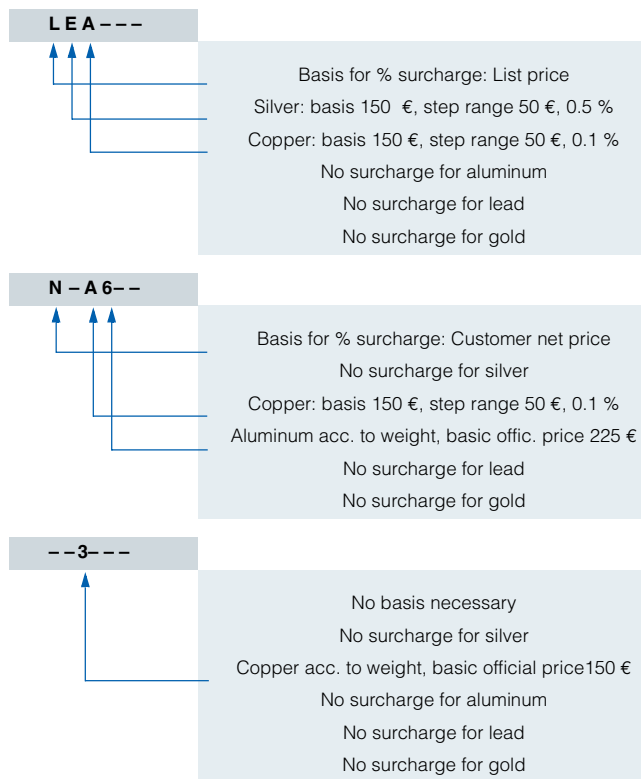 L E A – – –
Basis for % surcharge: List price
Silver: basis 150 €, step range 50 €, 0.5 %
Copper: basis 150 €, step range 50 €, 0.1 %
No surcharge for aluminum
No surcharge for lead
No surcharge for gold
N – A 6 – –
Basis for % surcharge: Customer net price
No surcharge for silver
Copper: basis 150 €, step range 50 €, 0.1 %
Aluminum acc. to weight, basic offic. price 225 €
No surcharge for lead
No surcharge for gold
– – 3 – – –
No basis necessary
No surcharge for silver
Copper acc. to weight, basic official price150 €
No surcharge for aluminum
No surcharge for lead
No surcharge for gold